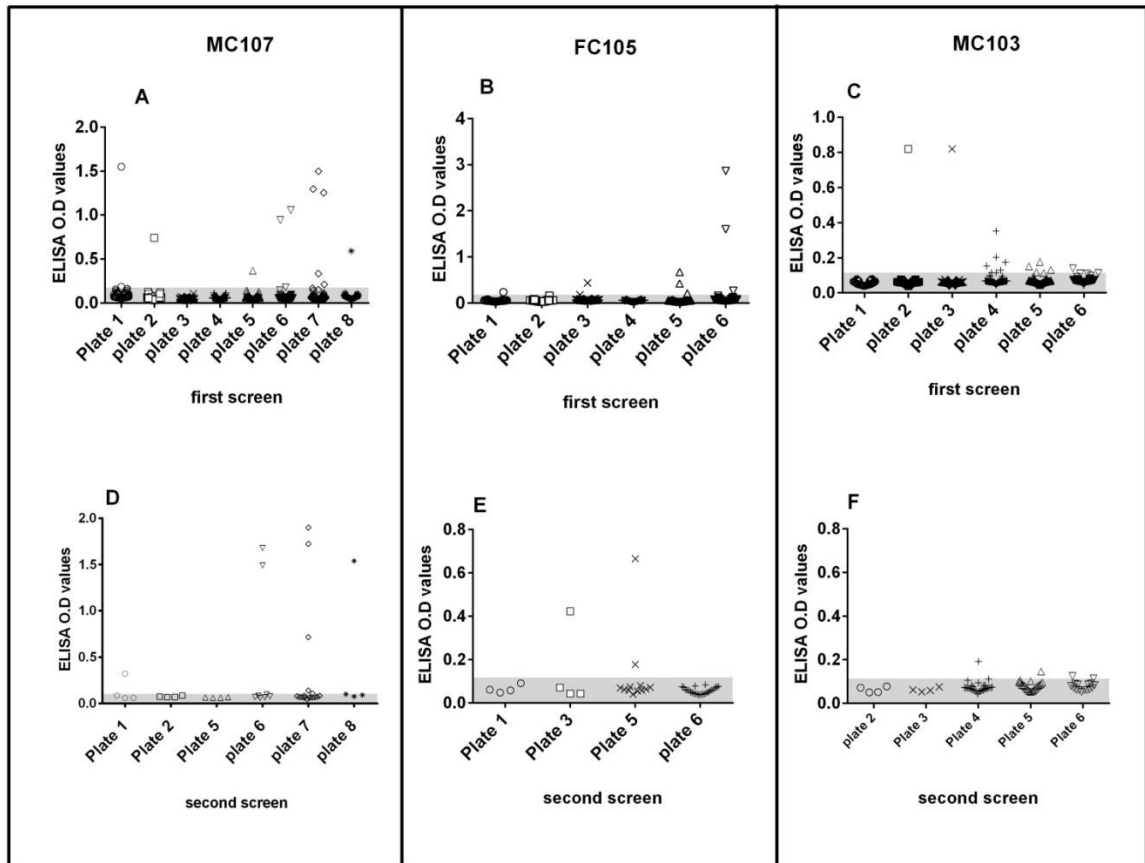 MC107
FC105
MC103
A
ELISA O.D values
2.0
1.5
1.0
0.5
0.0
Plate 1
plate 2
plate 3
plate 4
plate 5
plate 6
plate 7
plate 8
first screen
B
ELISA O.D values
4
3
2
1
0
Plate 1
plate 2
plate 3
plate 4
plate 5
plate 6
first screen
C
ELISA O.D values
1.0
0.8
0.6
0.4
0.2
0.0
Plate 1
plate 2
plate 3
plate 4
plate 5
plate 6
first screen
D
ELISA O.D values
2.0
1.5
1.0
0.5
0.0
Plate 1
Plate 2
Plate 5
plate 6
plate 7
plate 8
second screen
E
ELISA O.D values
0.8
0.6
0.4
0.2
0.0
Plate 1
Plate 3
Plate 5
plate 6
second screen
F
ELISA O.D values
0.8
0.6
0.4
0.2
0.0
plate 2
Plate 3
Plate 4
Plate 5
Plate 6
second screen